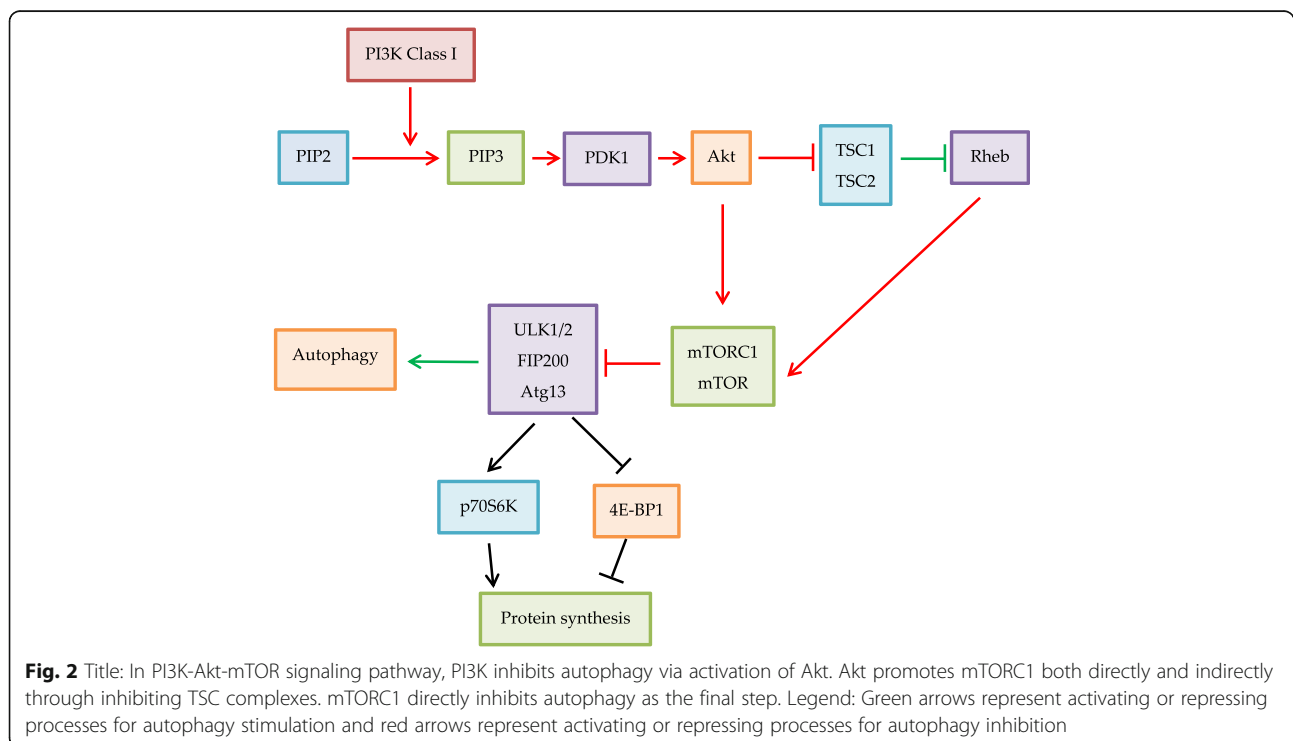 PI3K Class I
PIP2
PIP3
PDK1
Akt
TSC1
TSC2
Rheb
Autophagy
ULK1/2
FIP200
Atg13
mTORC1
mTOR
p70S6K
4E-BP1
Protein synthesis
Fig. 2 Title: In PI3K-Akt-mTOR signaling pathway, PI3K inhibits autophagy via activation of Akt. Akt promotes mTORC1 both directly and indirectly
through inhibiting TSC complexes. mTORC1 directly inhibits autophagy as the final step. Legend: Green arrows represent activating or repressing
processes for autophagy stimulation and red arrows represent activating or repressing processes for autophagy inhibition